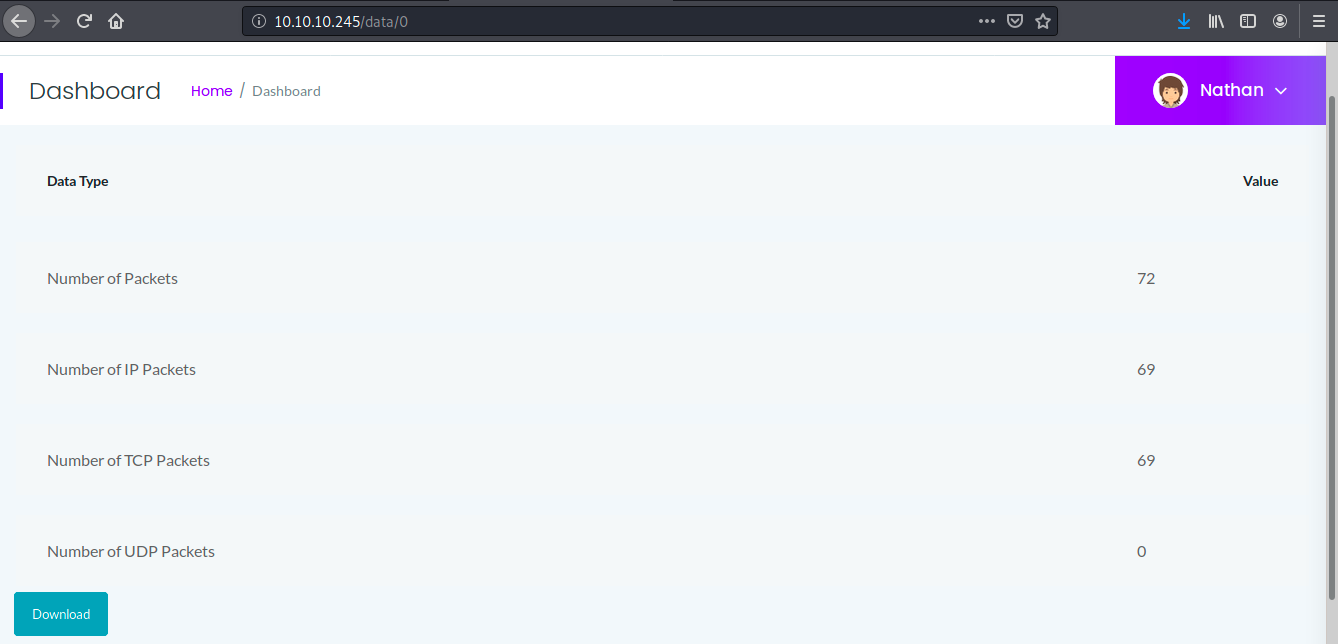 10.10.10.245/data/0
Dashboard Home / Dashboard Nathan
Data Type Value
Number of Packets 72
Number of IP Packets 69
Number of TCP Packets 69
Number of UDP Packets 0
Download